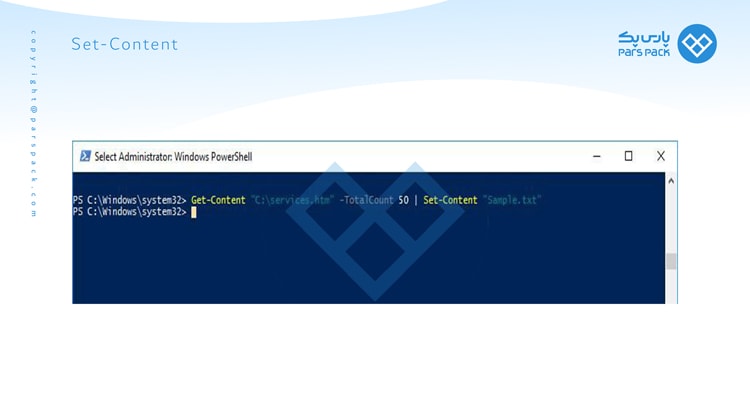 Set-Content
پارس پک
PARS PACK
copyright@parspack.com
Select Administrator: Windows PowerShell
PS C:\Windows\system32> Get-Content "C:\services.htm" -TotalCount 50 | Set-Content "Sample.txt"
PS C:\Windows\system32>